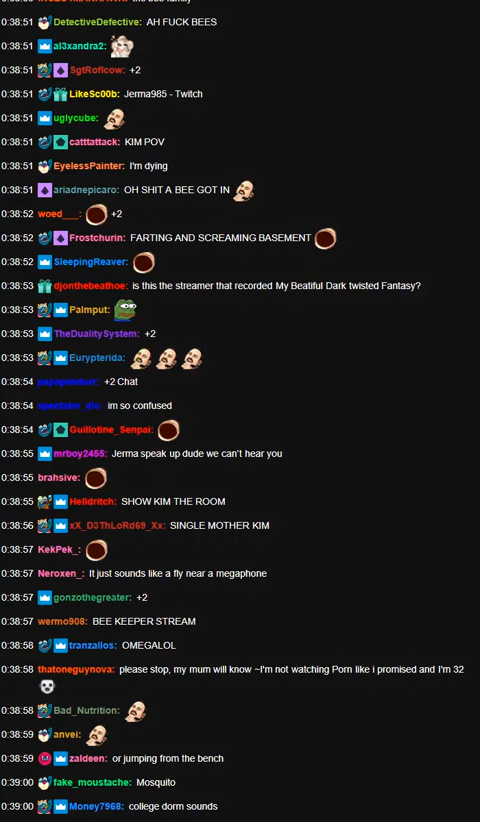 the bee family
0:38:51 DetectiveDefective: AH FUCK BEES
0:38:51 al3xandra2:
0:38:51 SgtRoflcow: +2
0:38:51 LikeSc00b: Jerma985 - Twitch
0:38:51 uglycube:
0:38:51 catttattack: KIM POV
0:38:51 EyelessPainter: I'm dying
0:38:51 ariadnepicaro: OH SHIT A BEE GOT IN
0:38:52 woed___: +2
0:38:52 Frostchurin: FARTING AND SCREAMING BASEMENT
0:38:52 SleepingReaver:
0:38:53 djonthebeathoe: is this the streamer that recorded My Beatiful Dark twisted Fantasy?
0:38:53 Palmput:
0:38:53 TheDualitySystem: +2
0:38:53 Eurypterida:
0:38:54 papapandurr: +2 Chat
0:38:54 spectator_dic: im so confused
0:38:54 Guillotine_Senpai:
0:38:55 mrboy2455: Jerma speak up dude we can't hear you
0:38:55 brahsive:
0:38:55 Helldritch: SHOW KIM THE ROOM
0:38:56 xX_D3ThLoRd69_Xx: SINGLE MOTHER KIM
0:38:57 KekPek_:
0:38:57 Neroxen_: It just sounds like a fly near a megaphone
0:38:57 gonzothegreater: +2
0:38:57 wermo908: BEE KEEPER STREAM
0:38:58 tranzallos: OMEGALOL
0:38:58 thatoneguynova: please stop, my mum will know ~I'm not watching Porn like i promised and I'm 32
0:38:58 Bad_Nutrition:
0:38:59 anvei:
0:38:59 zaldeen: or jumping from the bench
0:39:00 fake_moustache: Mosquito
0:39:00 Money7968: college dorm sounds